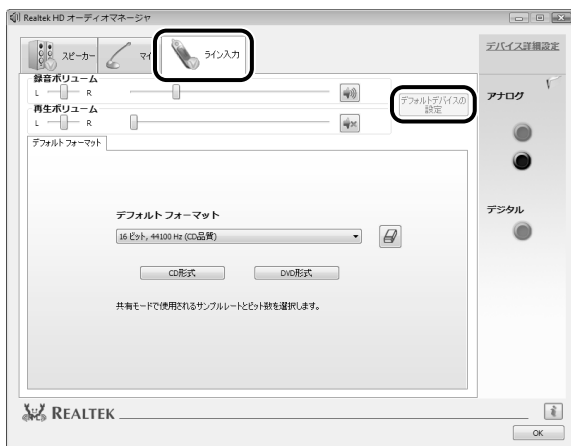 Realtek HD オーディオマネージャ
デバイス詳細設定
スピーカー
マイ
ライン入力
録音ボリューム
L R
デフォルトデバイスの
設定
アナログ
再生ボリューム
L R
デフォルト フォーマット
デフォルト フォーマット
デジタル
16 ビット, 44100 Hz (CD品質)
CD形式
DVD形式
共有モードで使用されるサンプルレートとビット数を選択します。
REALTEK
OK